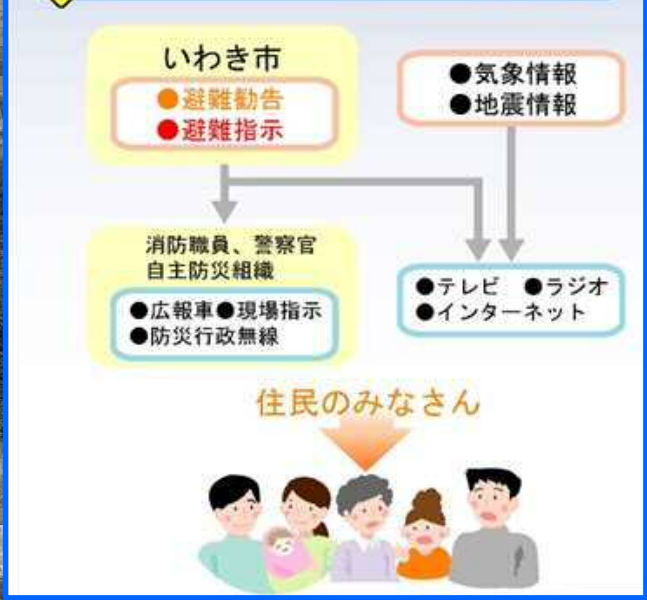 いわき市
●避難勧告
●避難指示
●気象情報
●地震情報
消防職員、警察官
自主防災組織
●広報車●現場指示
●防災行政無線
●テレビ ●ラジオ
●インターネット
住民のみなさん